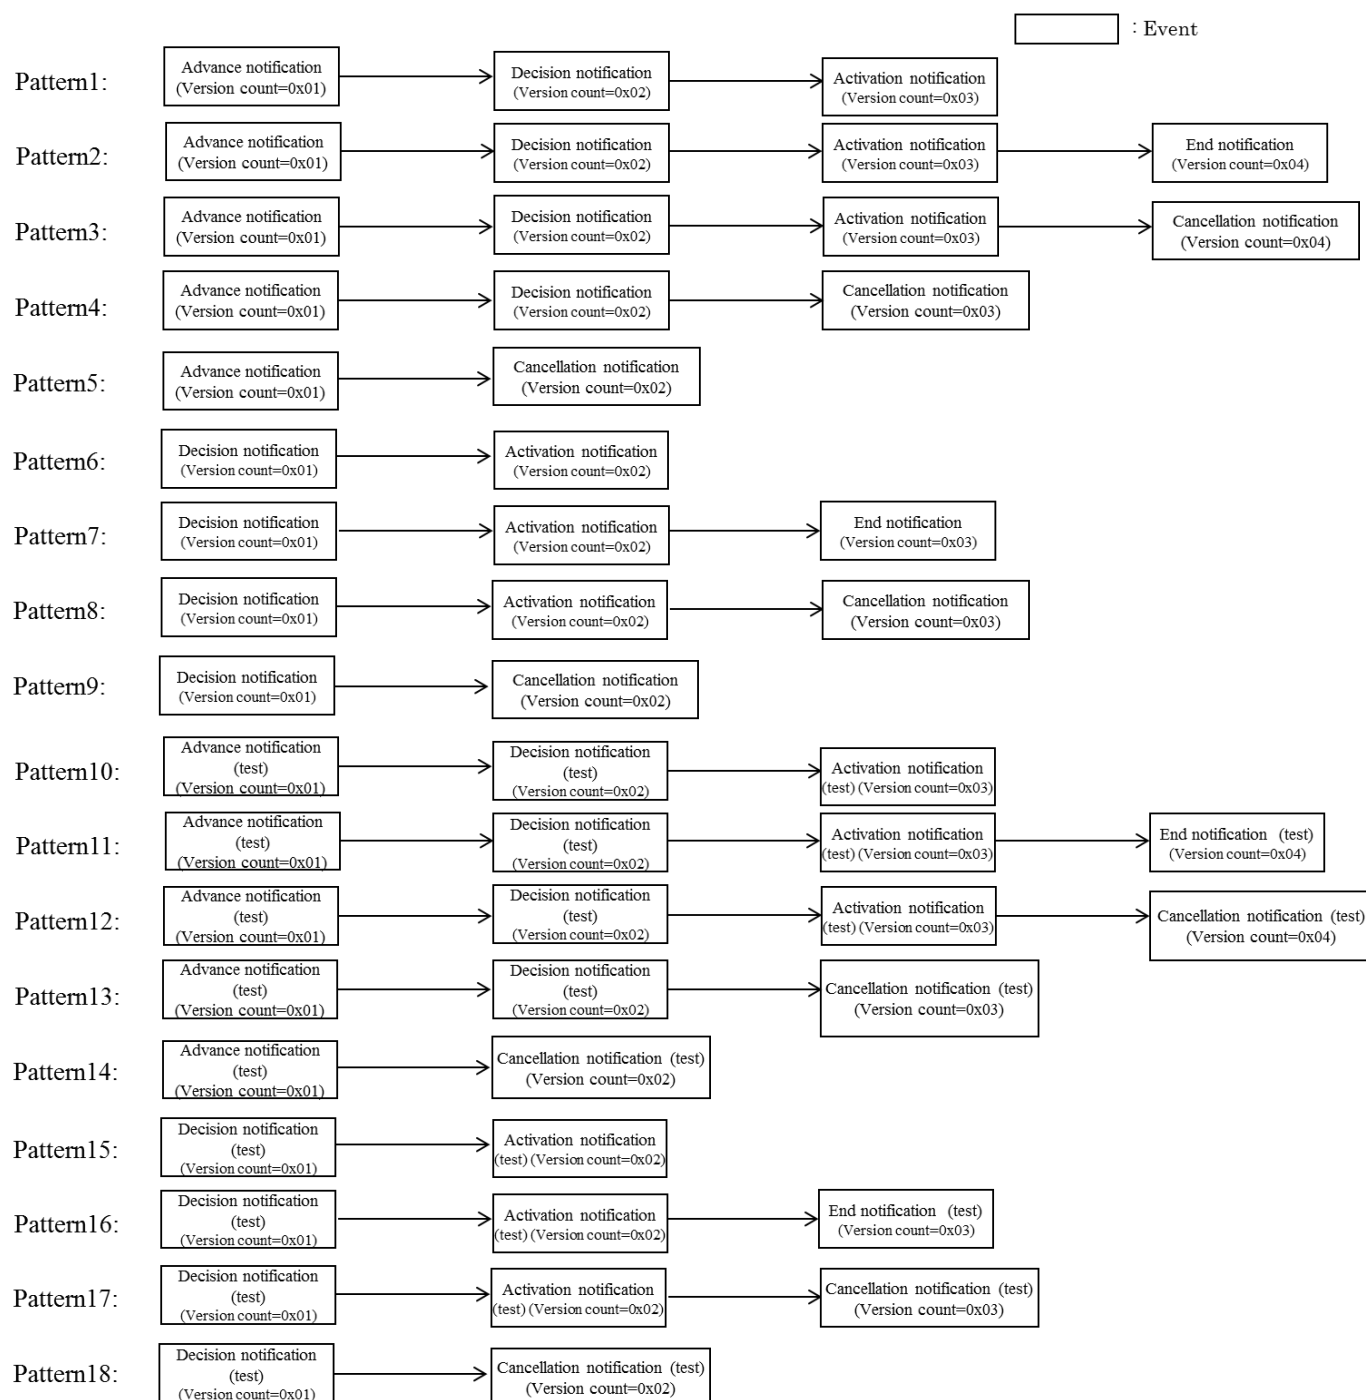 : Event
Pattern1:
Advance notification
(Version count=0x01)
Decision notification
(Version count=0x02)
Activation notification
(Version count=0x03)
Pattern2:
Advance notification
(Version count=0x01)
Decision notification
(Version count=0x02)
Activation notification
(Version count=0x03)
End notification
(Version count=0x04)
Pattern3:
Advance notification
(Version count=0x01)
Decision notification
(Version count=0x02)
Activation notification
(Version count=0x03)
Cancellation notification
(Version count=0x04)
Pattern4:
Advance notification
(Version count=0x01)
Decision notification
(Version count=0x02)
Cancellation notification
(Version count=0x03)
Pattern5:
Advance notification
(Version count=0x01)
Cancellation notification
(Version count=0x02)
Pattern6:
Decision notification
(Version count=0x01)
Activation notification
(Version count=0x02)
Pattern7:
Decision notification
(Version count=0x01)
Activation notification
(Version count=0x02)
End notification
(Version count=0x03)
Pattern8:
Decision notification
(Version count=0x01)
Activation notification
(Version count=0x02)
Cancellation notification
(Version count=0x03)
Pattern9:
Decision notification
(Version count=0x01)
Cancellation notification
(Version count=0x02)
Pattern10:
Advance notification
(test)
(Version count=0x01)
Decision notification
(test)
(Version count=0x02)
Activation notification
(test) (Version count=0x03)
Pattern11:
Advance notification
(test)
(Version count=0x01)
Decision notification
(test)
(Version count=0x02)
Activation notification
(test) (Version count=0x03)
End notification (test)
(Version count=0x04)
Pattern12:
Advance notification
(test)
(Version count=0x01)
Decision notification
(test)
(Version count=0x02)
Activation notification
(test) (Version count=0x03)
Cancellation notification (test)
(Version count=0x04)
Pattern13:
Advance notification
(test)
(Version count=0x01)
Decision notification
(test)
(Version count=0x02)
Cancellation notification (test)
(Version count=0x03)
Pattern14:
Advance notification
(test)
(Version count=0x01)
Cancellation notification (test)
(Version count=0x02)
Pattern15:
Decision notification
(test)
(Version count=0x01)
Activation notification
(test) (Version count=0x02)
Pattern16:
Decision notification
(test)
(Version count=0x01)
Activation notification
(test) (Version count=0x02)
End notification (test)
(Version count=0x03)
Pattern17:
Decision notification
(test)
(Version count=0x01)
Activation notification
(test) (Version count=0x02)
Cancellation notification (test)
(Version count=0x03)
Pattern18:
Decision notification
(test)
(Version count=0x01)
Cancellation notification (test)
(Version count=0x02)